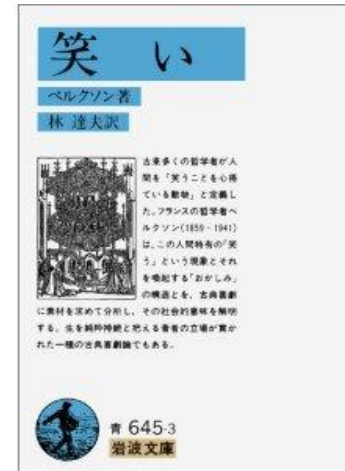 笑い
ベルクソン著
林 達夫訳
古来多くの哲学者が人
間を「笑うことを心得
ている動物」と定義し
た。フランスの哲学者ベ
ルクソン(1859-1941)
は、この人間特有の「笑
う」という現象とそれ
を喚起する「おかしみ」
の構造とを、古典喜劇
に素材を求めて分析し、その社会的意味を解明
する。生を純粋持続と把える著者の立場が貫か
れた一種の古典喜劇論でもある。
青 645-3
岩波文庫